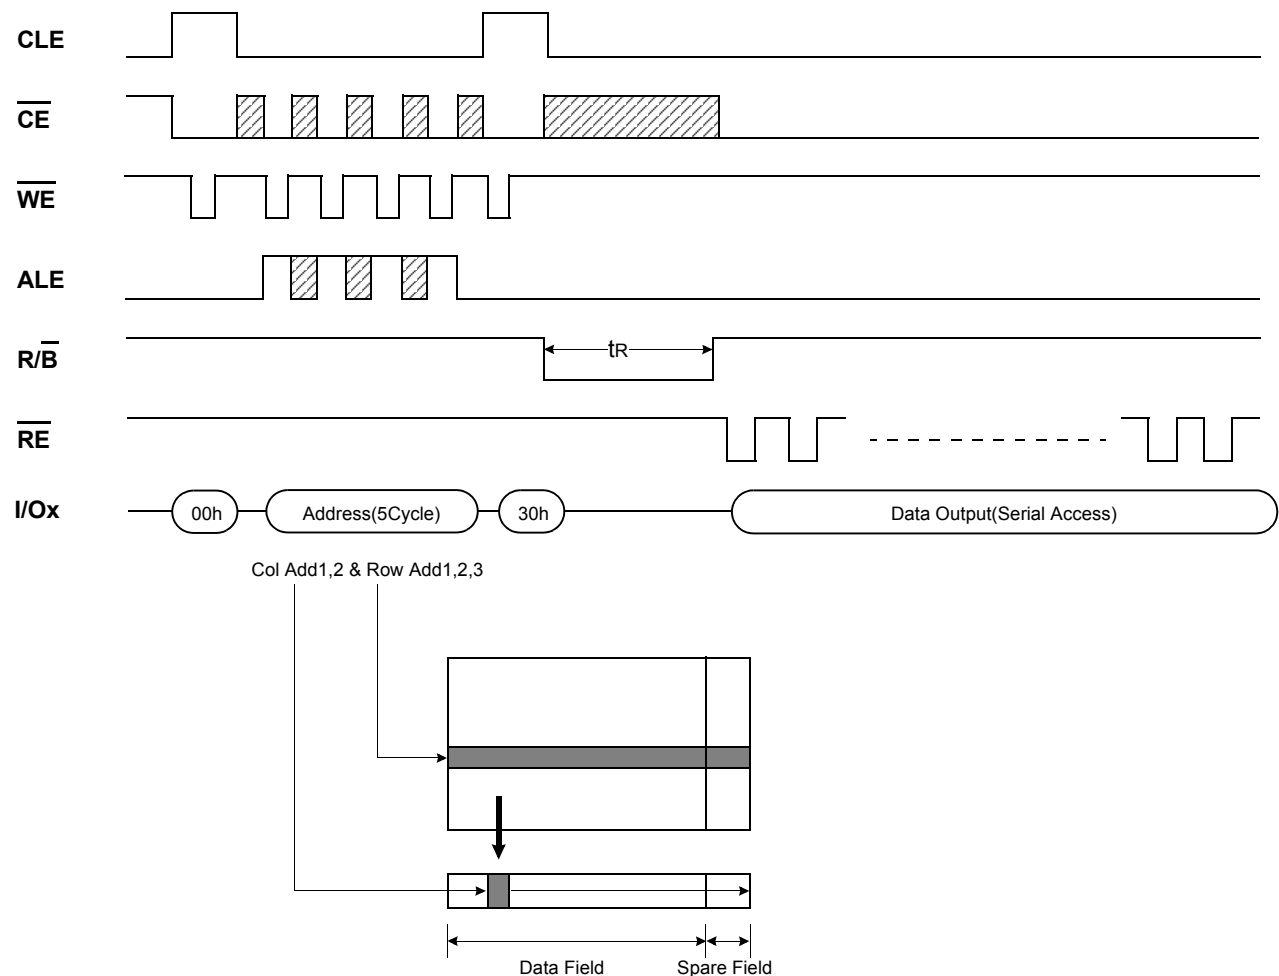 CLE
CE
WE
ALE
R/B
tR
RE
I/Ox
00h
Address(5Cycle)
30h
Data Output(Serial Access)
Col Add1,2 & Row Add1,2,3
Data Field
Spare Field